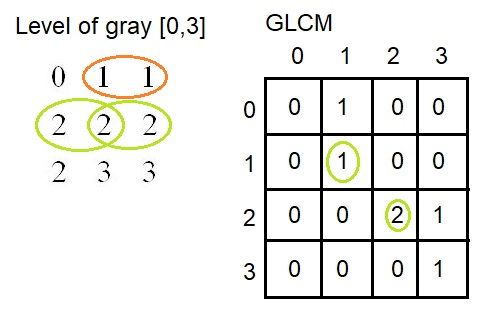 Level of gray [0,3]
0 1 1
2 2 2
2 3 3
GLCM
0 1 2 3
0 0 1 0 0
1 0 1 0 0
2 0 0 2 1
3 0 0 0 1